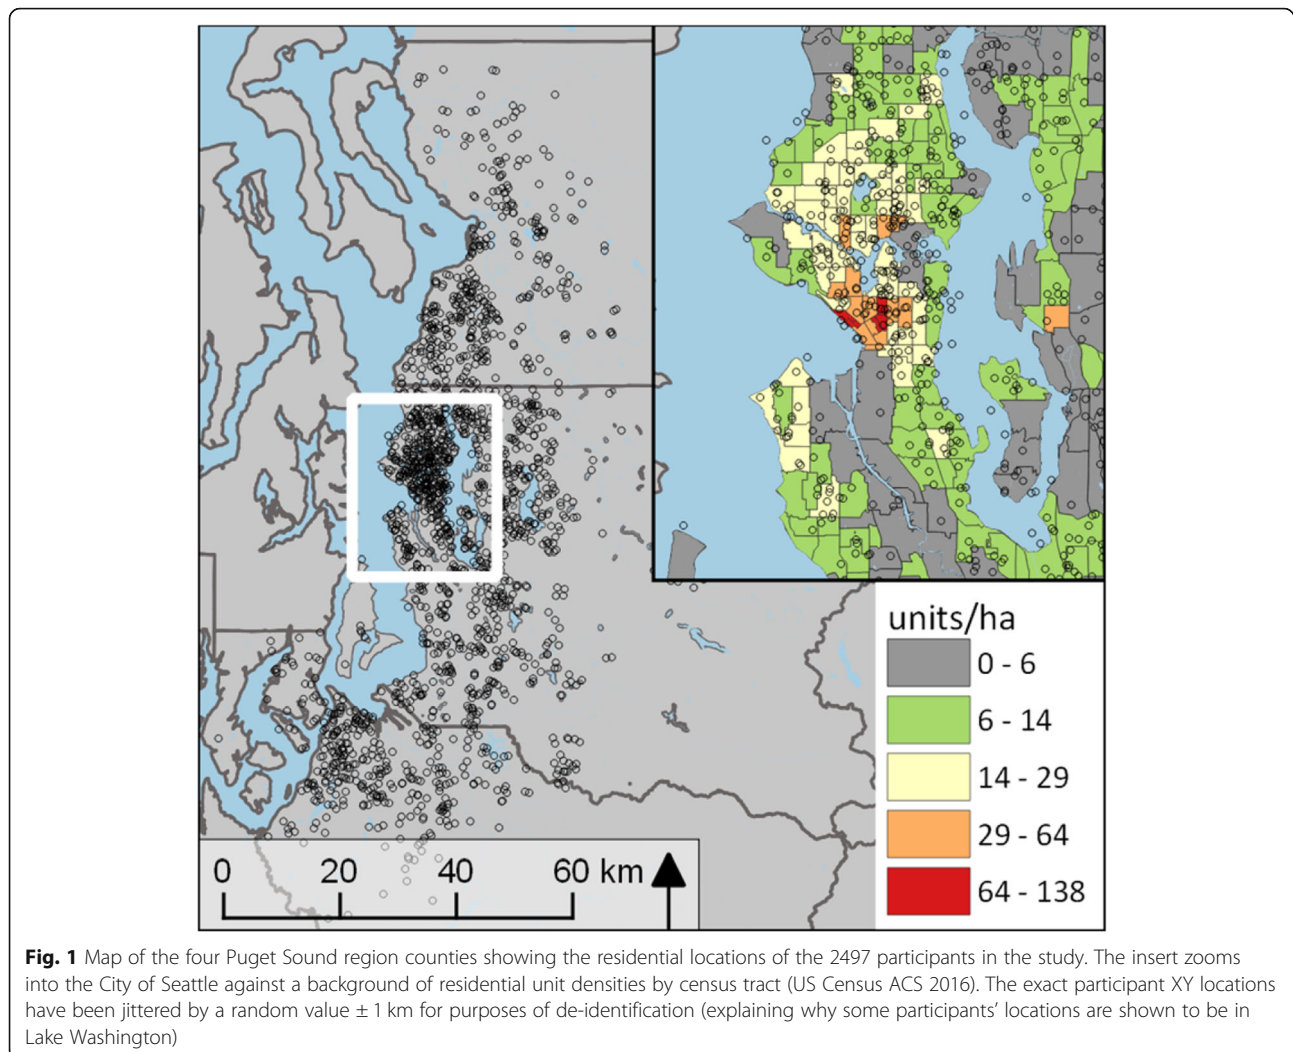 units/ha
0 - 6
6 - 14
14 - 29
29 - 64
64 - 138
0 20 40 60 km
Fig. 1 Map of the four Puget Sound region counties showing the residential locations of the 2497 participants in the study. The insert zooms
into the City of Seattle against a background of residential unit densities by census tract (US Census ACS 2016). The exact participant XY locations
have been jittered by a random value ± 1 km for purposes of de-identification (explaining why some participants’ locations are shown to be in
Lake Washington)